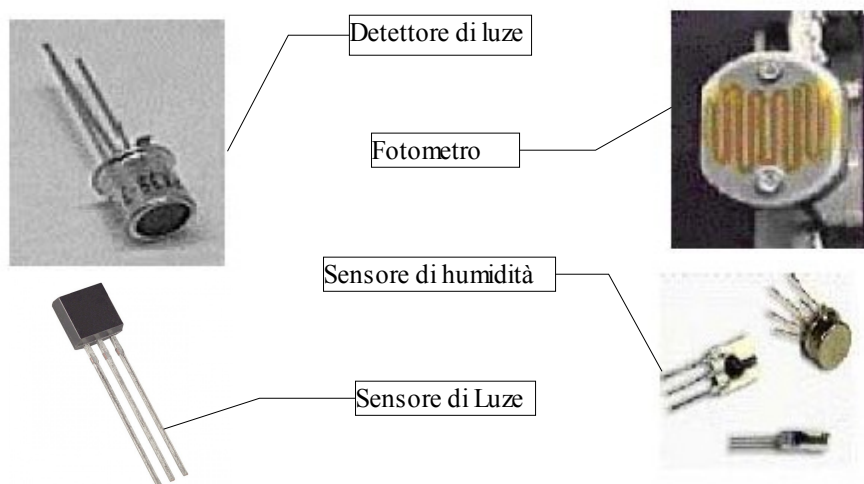 Detettore di luze
Fotometro
Sensore di humidità
Sensore di Luze